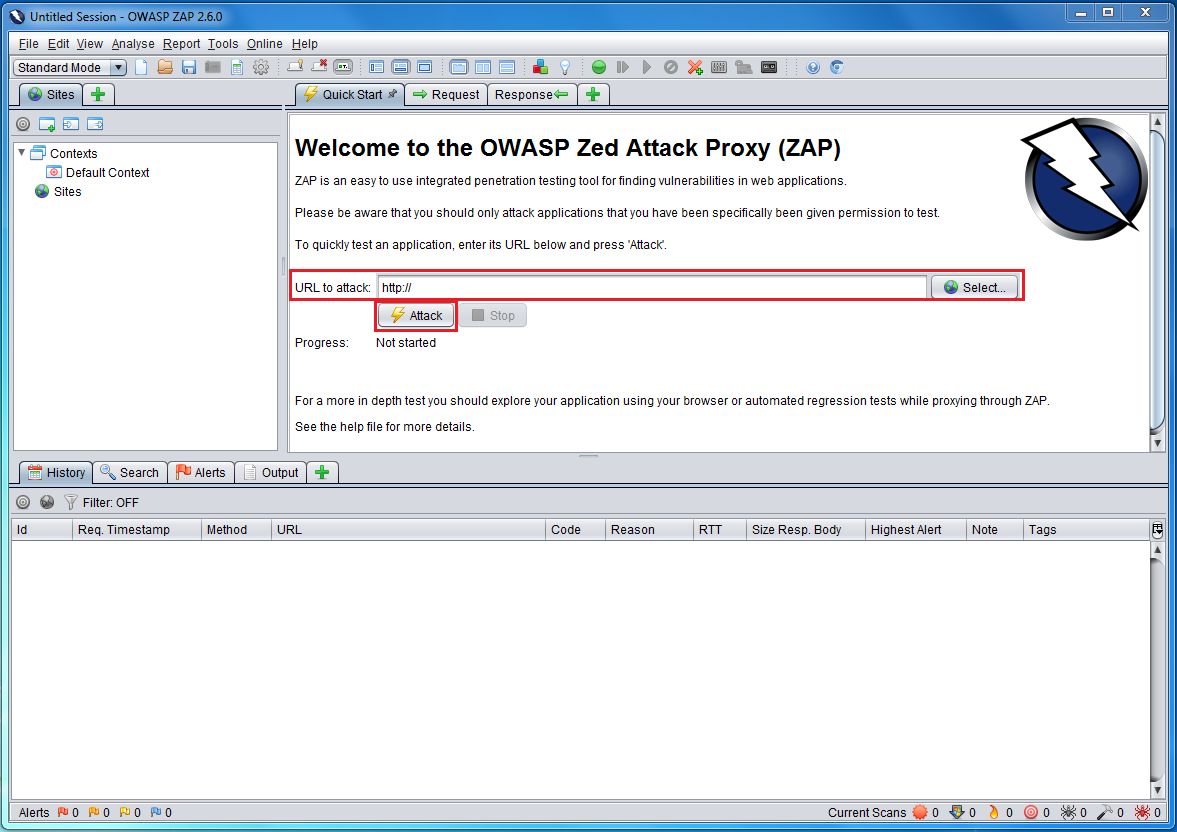 Untitled Session - OWASP ZAP 2.6.0
File Edit View Analyse Report Tools Online Help
Standard Mode
Sites
Quick Start Request Response
Contexts
Default Context
Sites
Welcome to the OWASP Zed Attack Proxy (ZAP)
ZAP is an easy to use integrated penetration testing tool for finding vulnerabilities in web applications.
Please be aware that you should only attack applications that you have been specifically been given permission to test.
To quickly test an application, enter its URL below and press 'Attack'.
URL to attack: http:// Select...
Attack Stop
Progress: Not started
For a more in depth test you should explore your application using your browser or automated regression tests while proxying through ZAP.
See the help file for more details.
History Search Alerts Output
Filter: OFF
Id Req. Timestamp Method URL Code Reason RTT Size Resp. Body Highest Alert Note Tags
Alerts 0 0 0 0 Current Scans 0 0 0 0 0 0 0